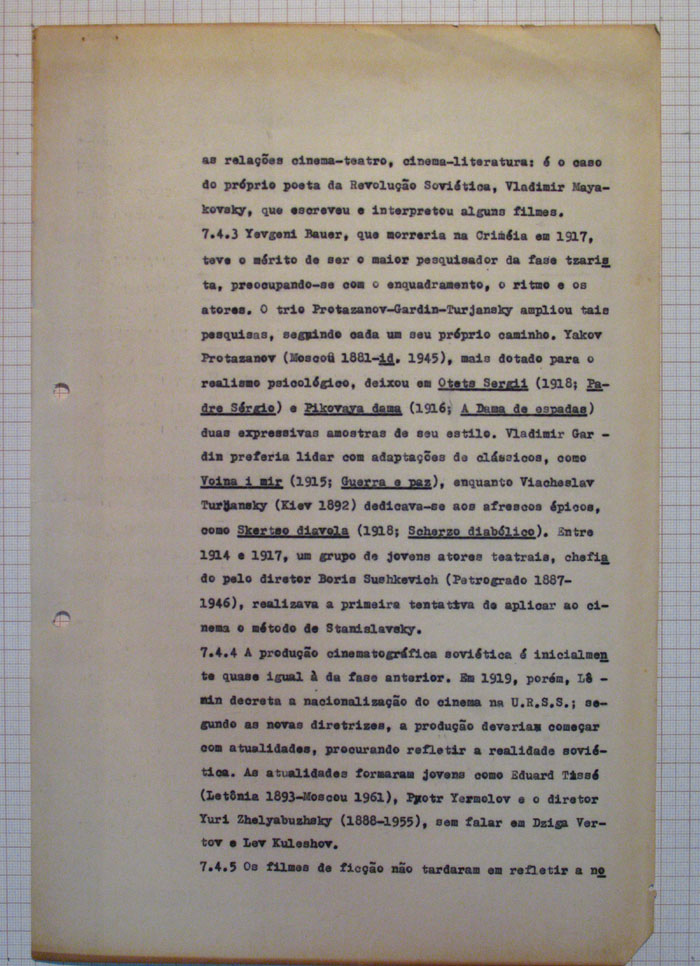 as relações cinema-teatro, cinema-literatura: é o caso
do próprio poeta da Revolução Soviética, Vladimir Maya-
kovsky, que escreveu e interpretou alguns filmes.
7.4.3 Yevgeni Bauer, que morreria na Criméia em 1917,
teve o mérito de ser o maior pesquisador da fase tzaris
ta, preocupando-se com o enquadramento, o ritmo e os
atores. O trio Protazanov-Gardin-Turjansky ampliou tais
pesquisas, seguindo cada um seu próprio caminho. Yakov
Protazanov (Moscou 1881-id. 1945), mais dotado para o
realismo psicológico, deixou em Otets Sergii (1918; Pa-
dre Sérgio) e Pikovaya dama (1916; A Dama de espadas)
duas expressivas amostras de seu estilo. Vladimir Gar -
din preferia lidar com adaptações de clássicos, como
Voina i mir (1915; Guerra e paz), enquanto Viacheslav
Turjansky (Kiev 1892) dedicava-se aos afrescos épicos,
como Skertso diavola (1918; Scherzo diabólico). Entre
1914 e 1917, um grupo de jovens atores teatrais, chefia
do pelo diretor Boris Sushkevich (Petrogrado 1887-
1946), realizava a primeira tentativa de aplicar ao ci-
nema o método de Stanislavsky.
7.4.4 A produção cinematográfica soviética é inicialmen
te quase igual à da fase anterior. Em 1919, porém, Lê -
nin decreta a nacionalização do cinema na U.R.S.S.; se-
gundo as novas diretrizes, a produção deveria começar
com atualidades, procurando refletir a realidade sovié-
tica. As atualidades formaram jovens como Eduard Tissé
(Letônia 1893-Moscou 1961), Pyotr Yermolov e o diretor
Yuri Zhelyabuzhsky (1888-1955), sem falar em Dziga Ver-
tov e Lev Kuleshov.
7.4.5 Os filmes de ficção não tardaram em refletir a no